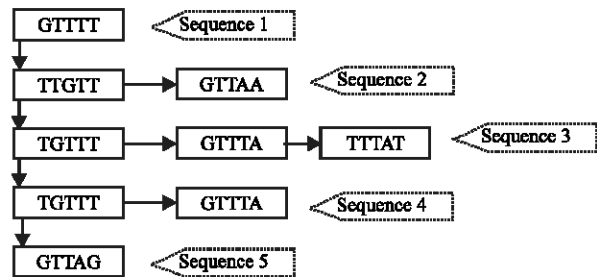 GTTTT Sequence 1
TTGTT GTTAA Sequence 2
TGTTT GTTTA TTTAT Sequence 3
TGTTT GTTTA Sequence 4
GTTAG Sequence 5